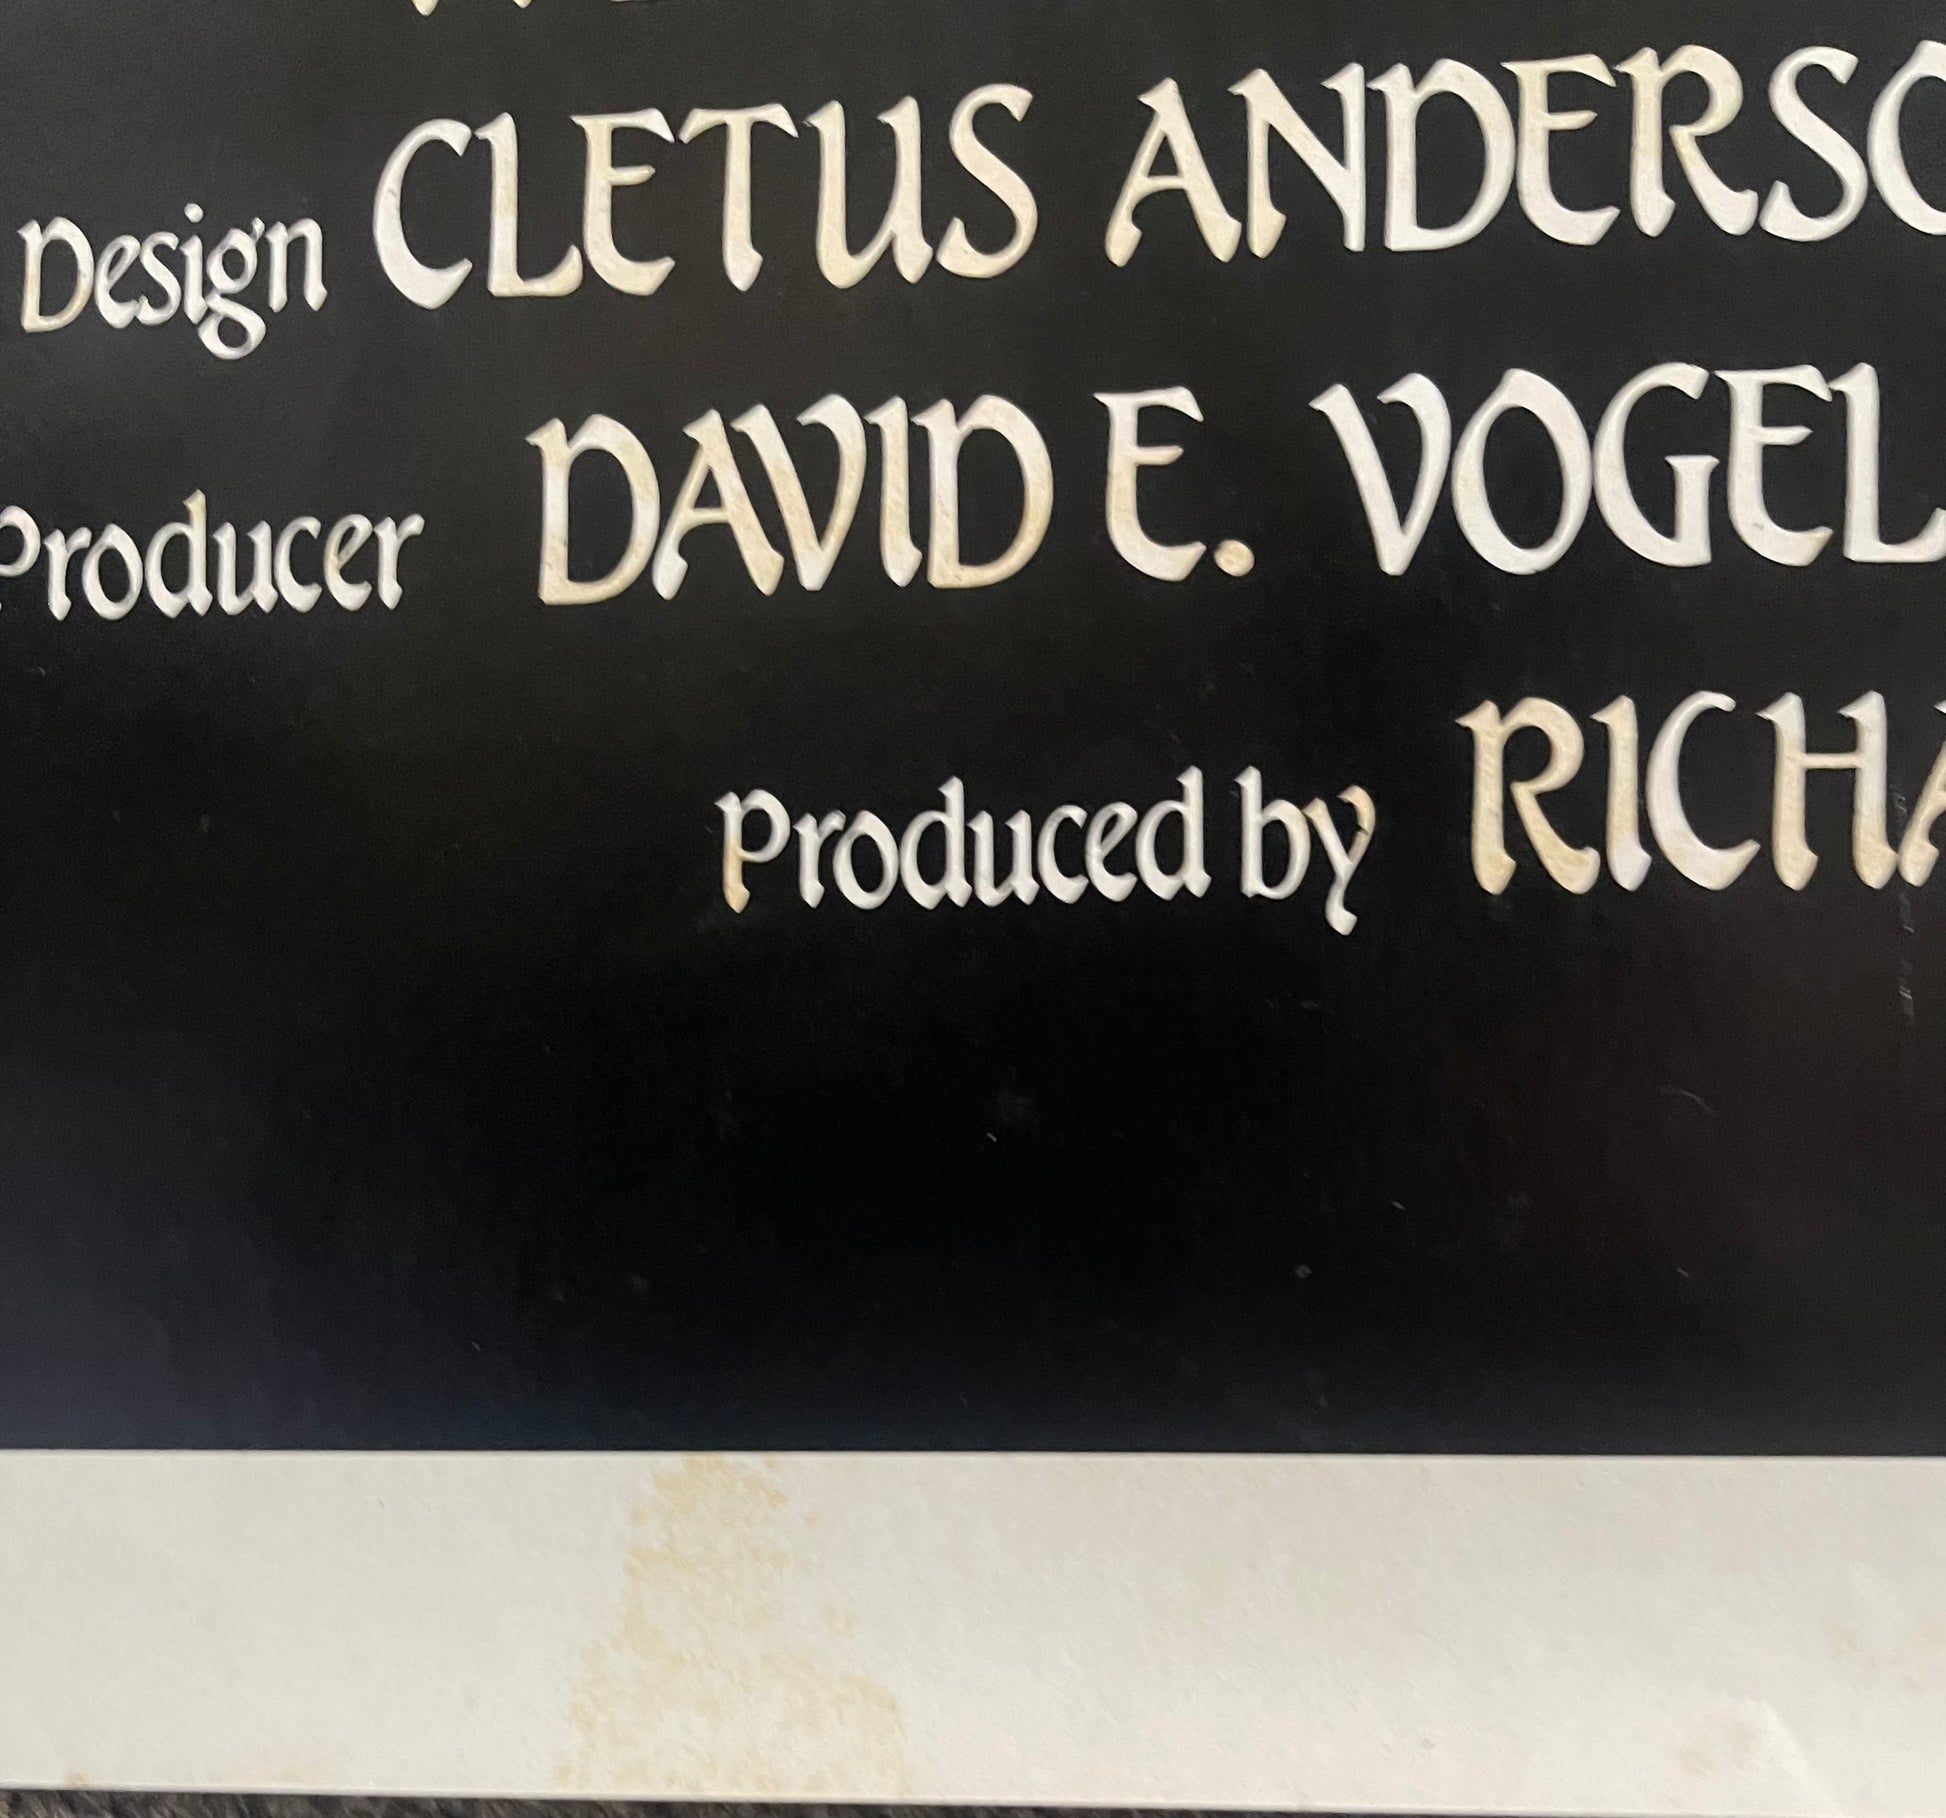 Design CLETUS ANDERSO
Producer DAVID E. VOGEL
Produced by RICHA